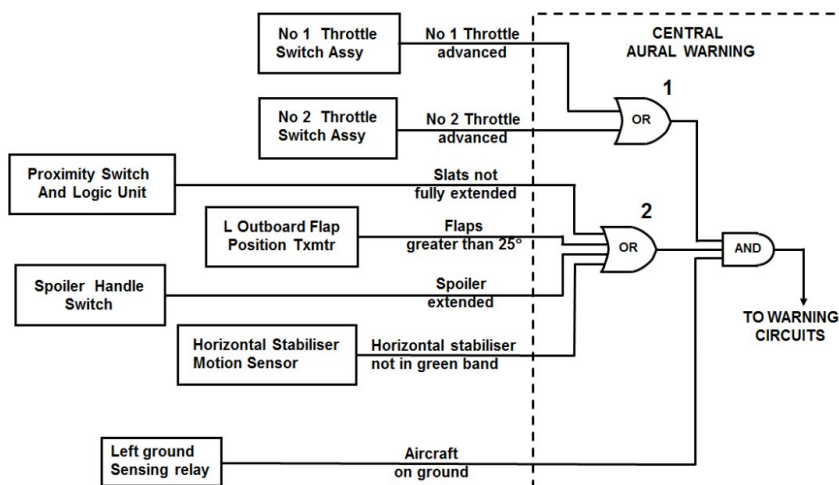 No 1 Throttle
Switch Assy
No 1 Throttle
advanced
CENTRAL
AURAL WARNING
1
OR
No 2 Throttle
Switch Assy
No 2 Throttle
advanced
Proximity Switch
And Logic Unit
Slats not
fully extended
L Outboard Flap
Position Txmtr
Flaps
greater than 25°
2
OR
AND
Spoiler Handle
Switch
Spoiler
extended
TO WARNING
CIRCUITS
Horizontal Stabiliser
Motion Sensor
Horizontal stabiliser
not in green band
Left ground
Sensing relay
Aircraft
on ground